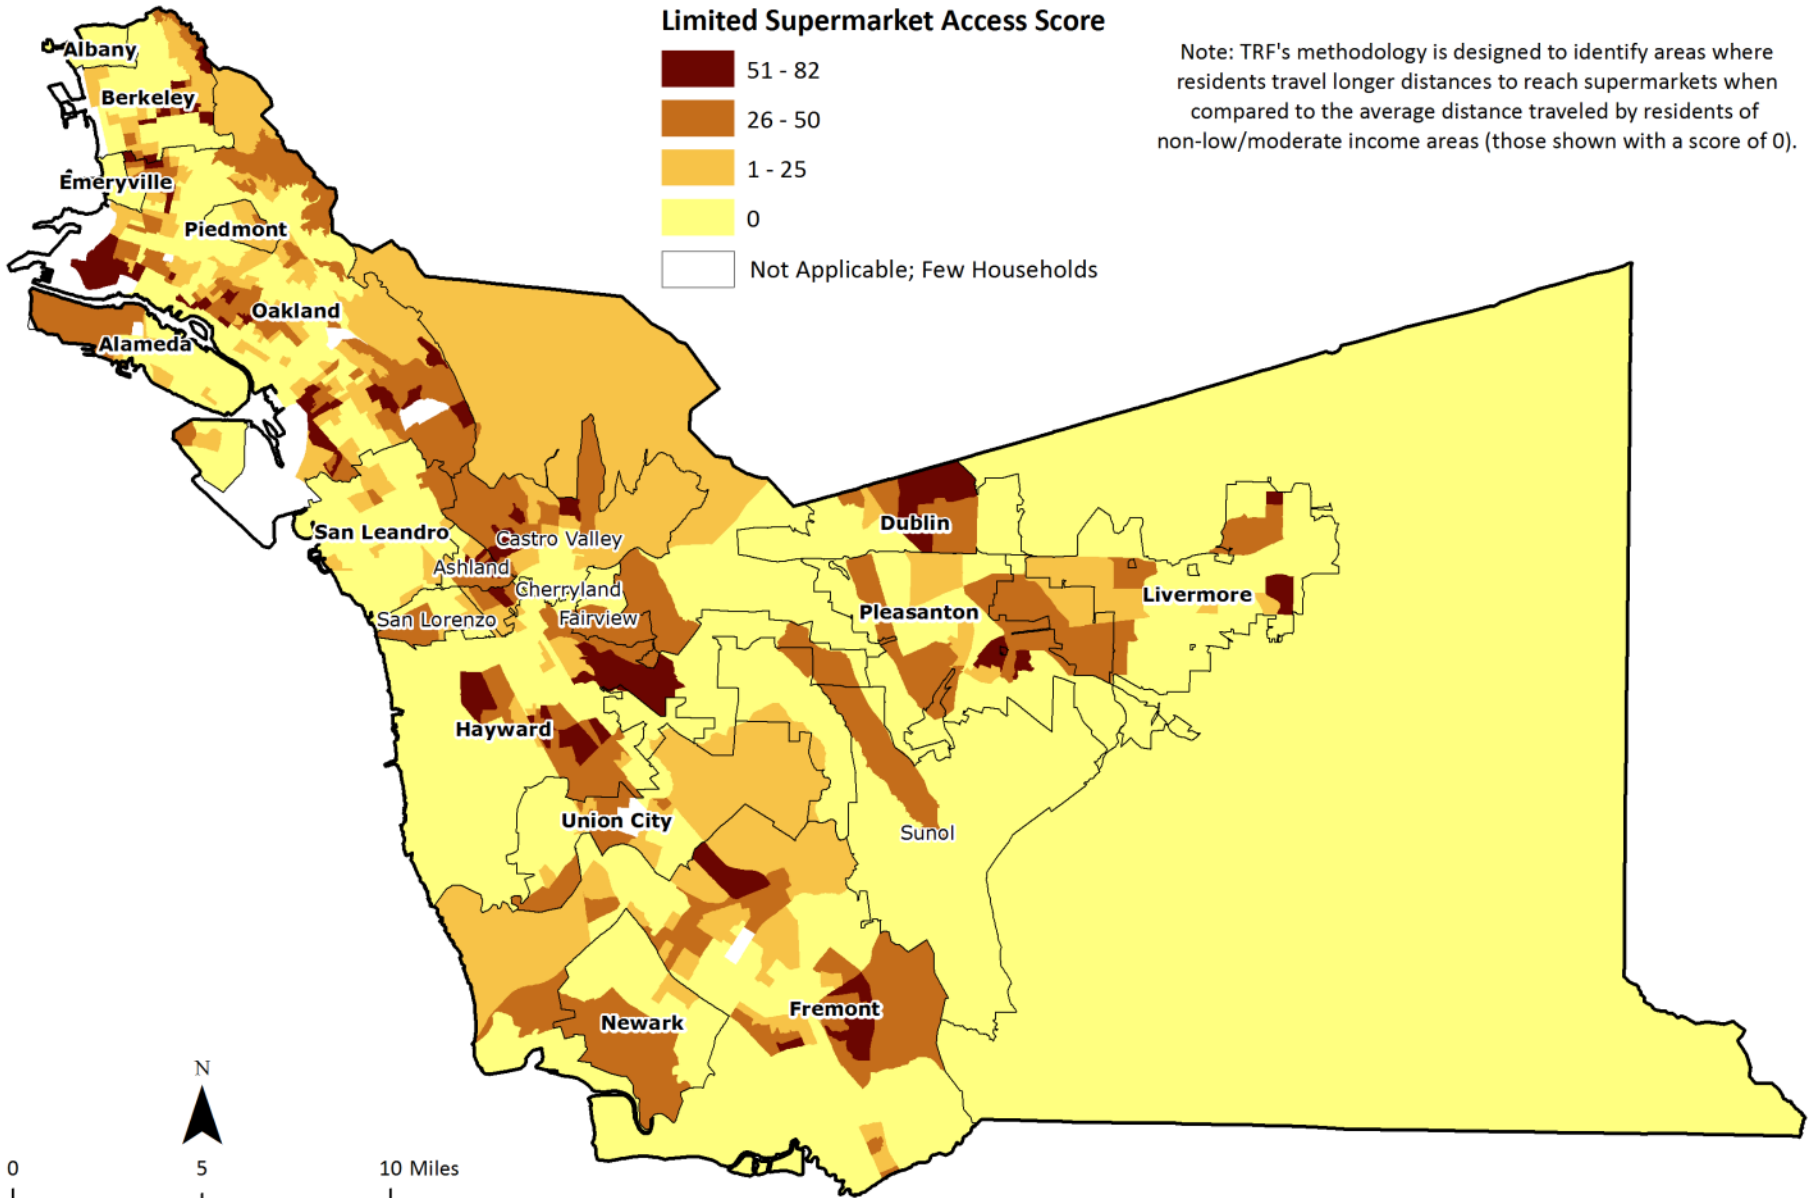 Limited Supermarket Access Score
51 - 82
26 - 50
1 - 25
0
Not Applicable; Few Households
Note: TRF's methodology is designed to identify areas where
residents travel longer distances to reach supermarkets when
compared to the average distance traveled by residents of
non-low/moderate income areas (those shown with a score of 0).
Albany
Berkeley
Emeryville
Piedmont
Oakland
Alameda
San Leandro
Castro Valley
Ashland
Cherryland
San Lorenzo
Fairview
Dublin
Pleasanton
Livermore
Hayward
Union City
Sunol
Fremont
Newark
N
0 5 10 Miles